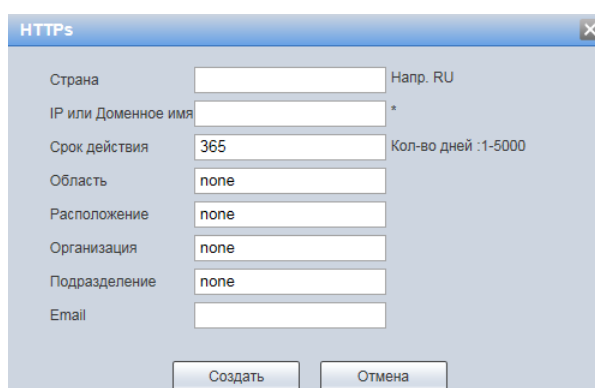 HTTPs
Страна Напр. RU
IP или Доменное имя *
Срок действия 365 Кол-во дней :1-5000
Область none
Расположение none
Организация none
Подразделение none
Email
Создать Отмена